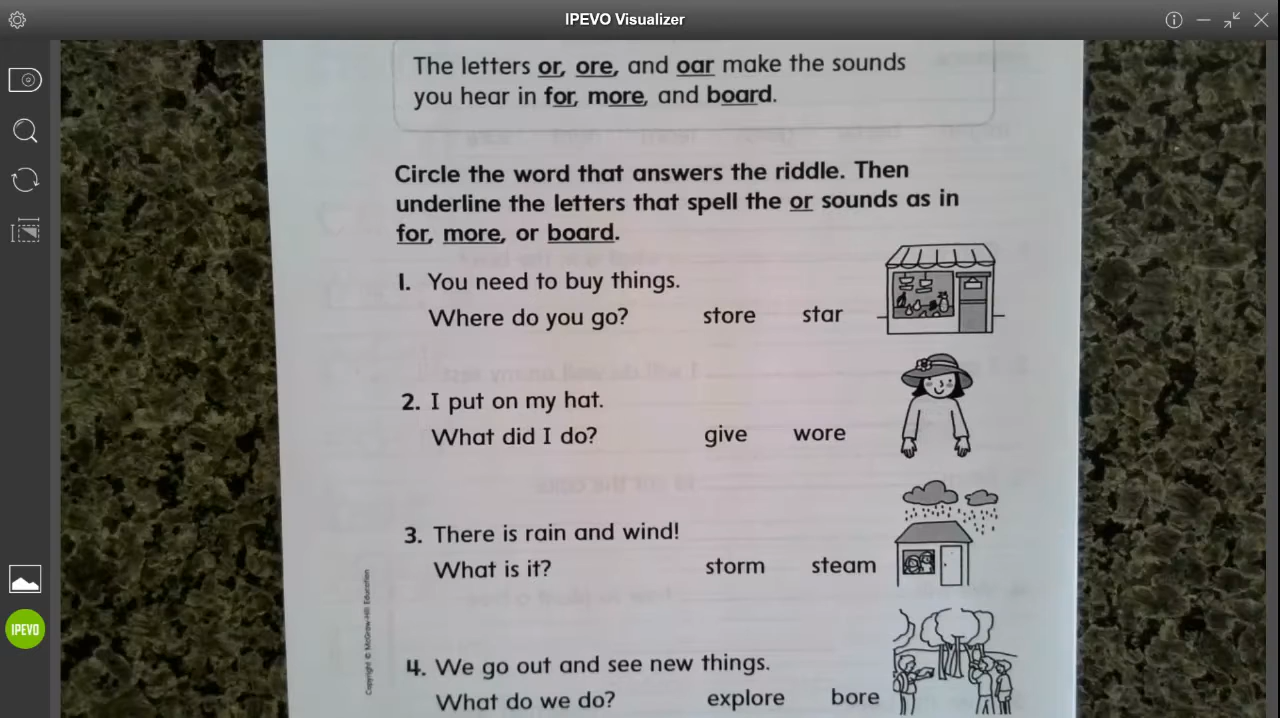 IPEVO Visualizer
The letters or, ore, and oar make the sounds
you hear in for, more, and board.
Circle the word that answers the riddle. Then
underline the letters that spell the or sounds as in
for, more, or board.
1. You need to buy things.
Where do you go? store star
2. I put on my hat.
What did I do? give wore
3. There is rain and wind!
What is it? storm steam
4. We go out and see new things.
What do we do? explore bore
Copyright © McGraw-Hill Education
IPEVO